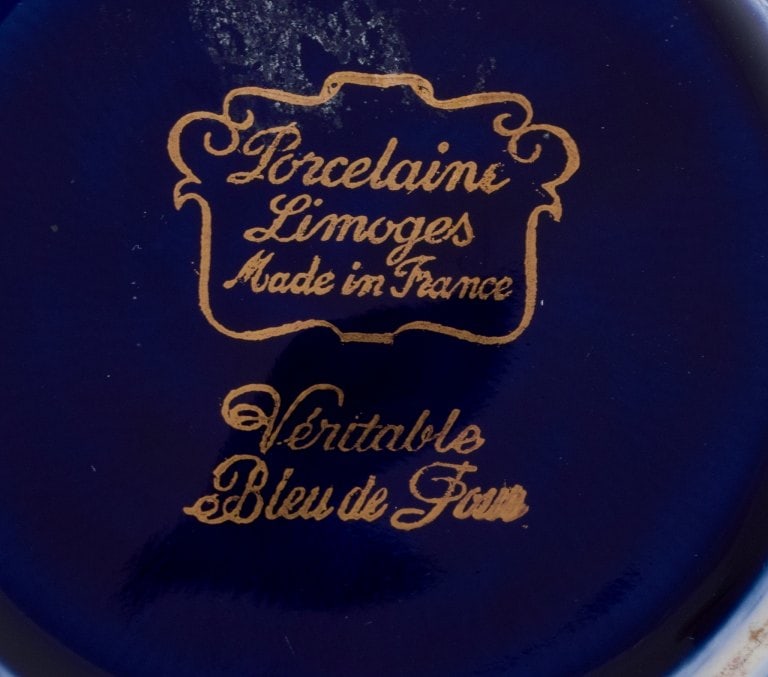 Porcelaine
Limoges
Made in France
Véritable
Bleu de Four